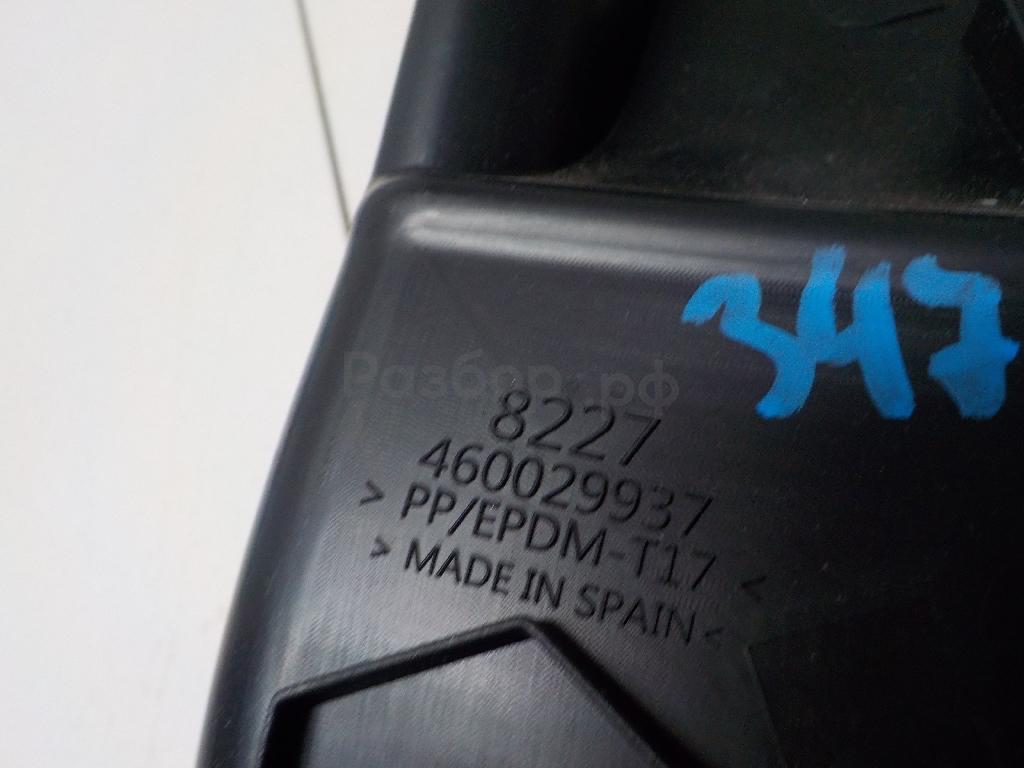 347
Разбор.рф
8227
460029937
> PP/EPDM-T17 <
> MADE IN SPAIN <